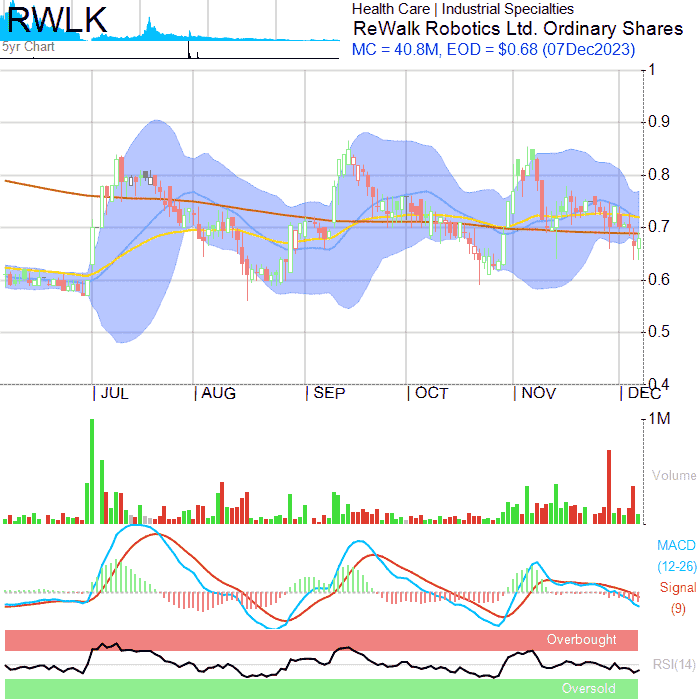 RWLK
5yr Chart
Health Care | Industrial Specialties
ReWalk Robotics Ltd. Ordinary Shares
MC = 40.8M, EOD = $0.68 (07Dec2023)
1
0.9
0.8
0.7
0.6
0.5
0.4
JUL AUG SEP OCT NOV DEC
1M
Volume
MACD
(12-26)
Signal
(9)
Overbought
RSI(14)
Oversold